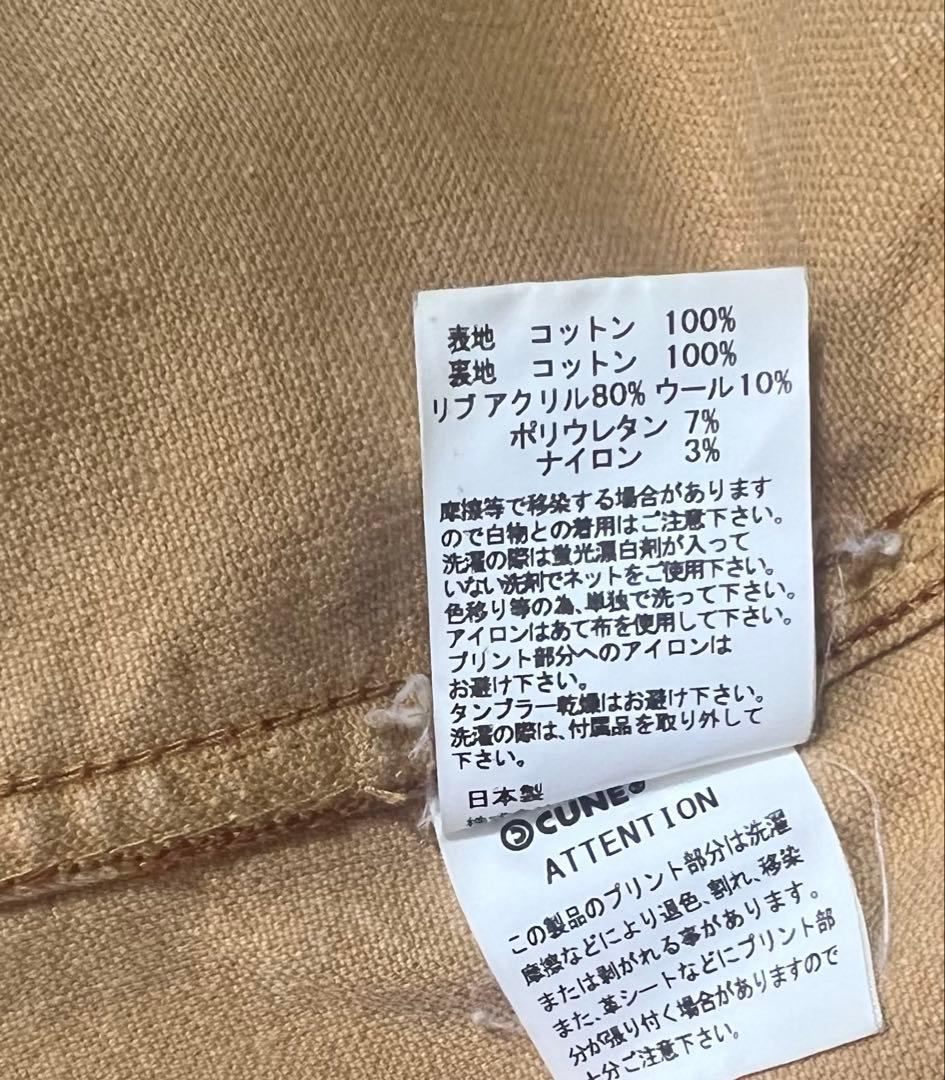 表地 コットン 100%
裏地 コットン 100%
リブ アクリル80% ウール10%
ポリウレタン 7%
ナイロン 3%
摩擦等で移染する場合があります
ので白物との着用はご注意下さい。
洗濯の際は蛍光漂白剤が入って
いない洗剤でネットをご使用下さい。
色移り等の為、単独で洗って下さい。
アイロンはあて布を使用して下さい。
プリント部分へのアイロンは
お避け下さい。
タンブラー乾燥はお避け下さい。
洗濯の際は、付属品を取り外して
下さい。
日本製
CUNE®
ATTENTION
この製品のプリント部分は洗濯
摩擦などにより退色、割れ、移染
または剥がれる事があります。
また、革シートなどにプリント部
分が張り付く場合がありますので
十分ご注意下さい。